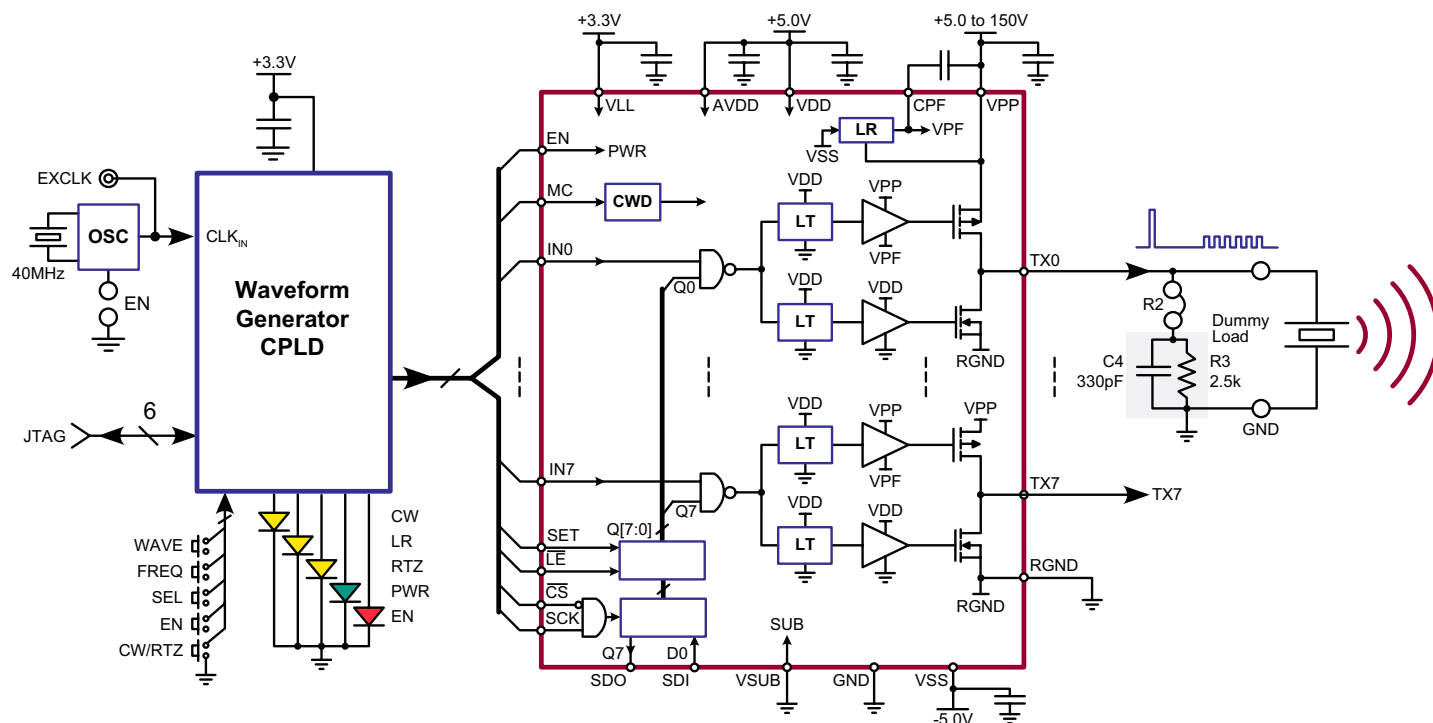 +3.3V
+5.0V
+5.0 to 150V
+3.3V
VLL
AVDD
VDD
CPF
VPP
EN
PWR
LR
VPF
VSS
EXCLK
MC
CWD
VDD
VPP
OSC
CLKIN
LT
VPF
40MHz
IN0
Q0
TX0
EN
Waveform
Generator
CPLD
VDD
VDD
LT
RGND
R2
Dummy
Load
C4
330pF
R3
2.5k
GND
JTAG
6
VDD
VPP
VPP
LT
VPF
IN7
Q7
TX7
TX7
VDD
VDD
LT
SET
Q[7:0]
LE
RGND
RGND
CS
SCK
WAVE
FREQ
SEL
EN
CW/RTZ
CW
LR
RTZ
PWR
EN
Q7
D0
SUB
SDO
SDI
VSUB
GND
VSS
-5.0V